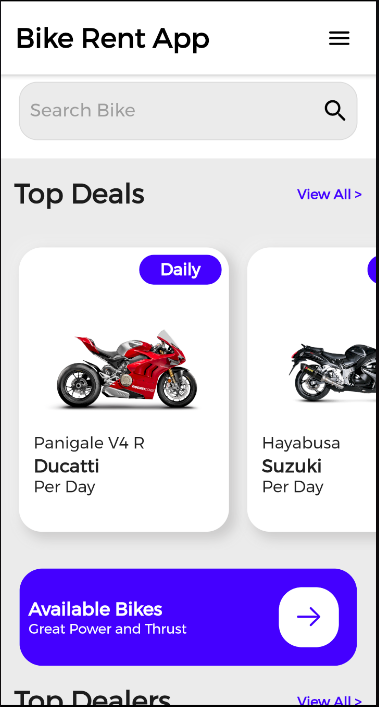 Bike Rent App
Search Bike
Top Deals
View All >
Daily
Panigale V4 R
Ducatti
Per Day
Hayabusa
Suzuki
Per Day
Available Bikes
Great Power and Thrust
Top Dealers
View All >